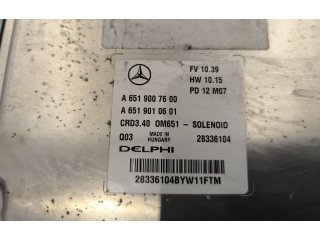 FV 10.39
HW 10.15
PD 12 M07
A 651 900 76 00
A 651 901 06 01
CRD3.40 OM651 - SOLENOID
Q03 MADE IN HUNGARY 28336104
DELPHI
28336104BYW11FTM